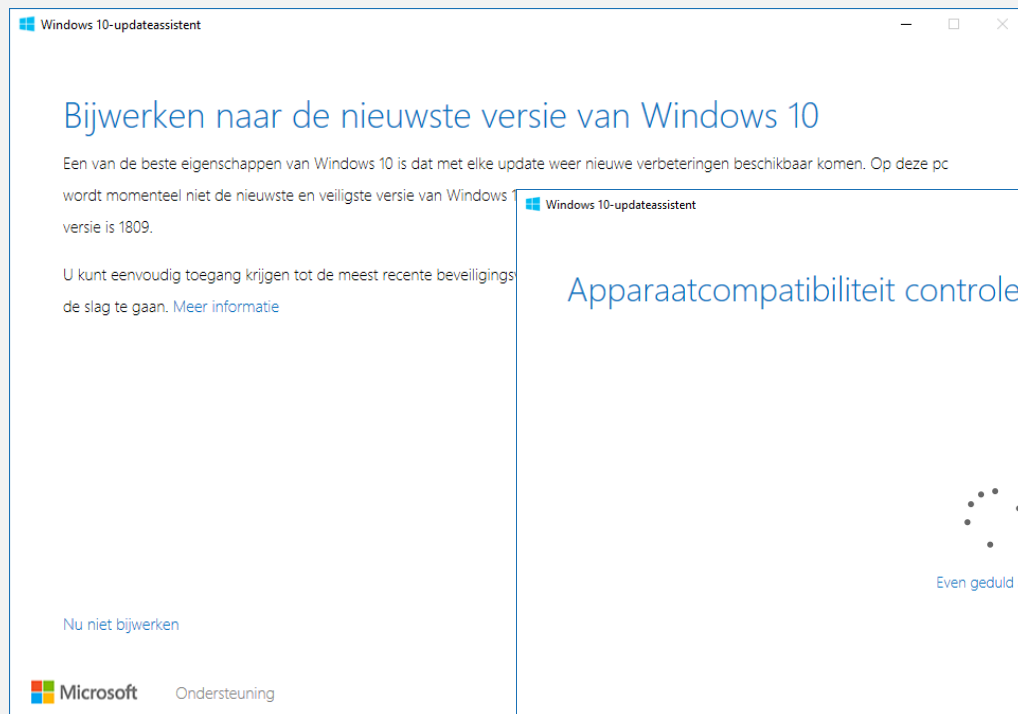 Windows 10-updateassistent
Bijwerken naar de nieuwste versie van Windows 10
Een van de beste eigenschappen van Windows 10 is dat met elke update weer nieuwe verbeteringen beschikbaar komen. Op deze pc
wordt momenteel niet de nieuwste en veiligste versie van Windows 1
versie is 1809.
U kunt eenvoudig toegang krijgen tot de meest recente beveiligings
de slag te gaan. Meer informatie
Nu niet bijwerken
Microsoft Ondersteuning
Windows 10-updateassistent
Apparaatcompatibiliteit controle
Even geduld